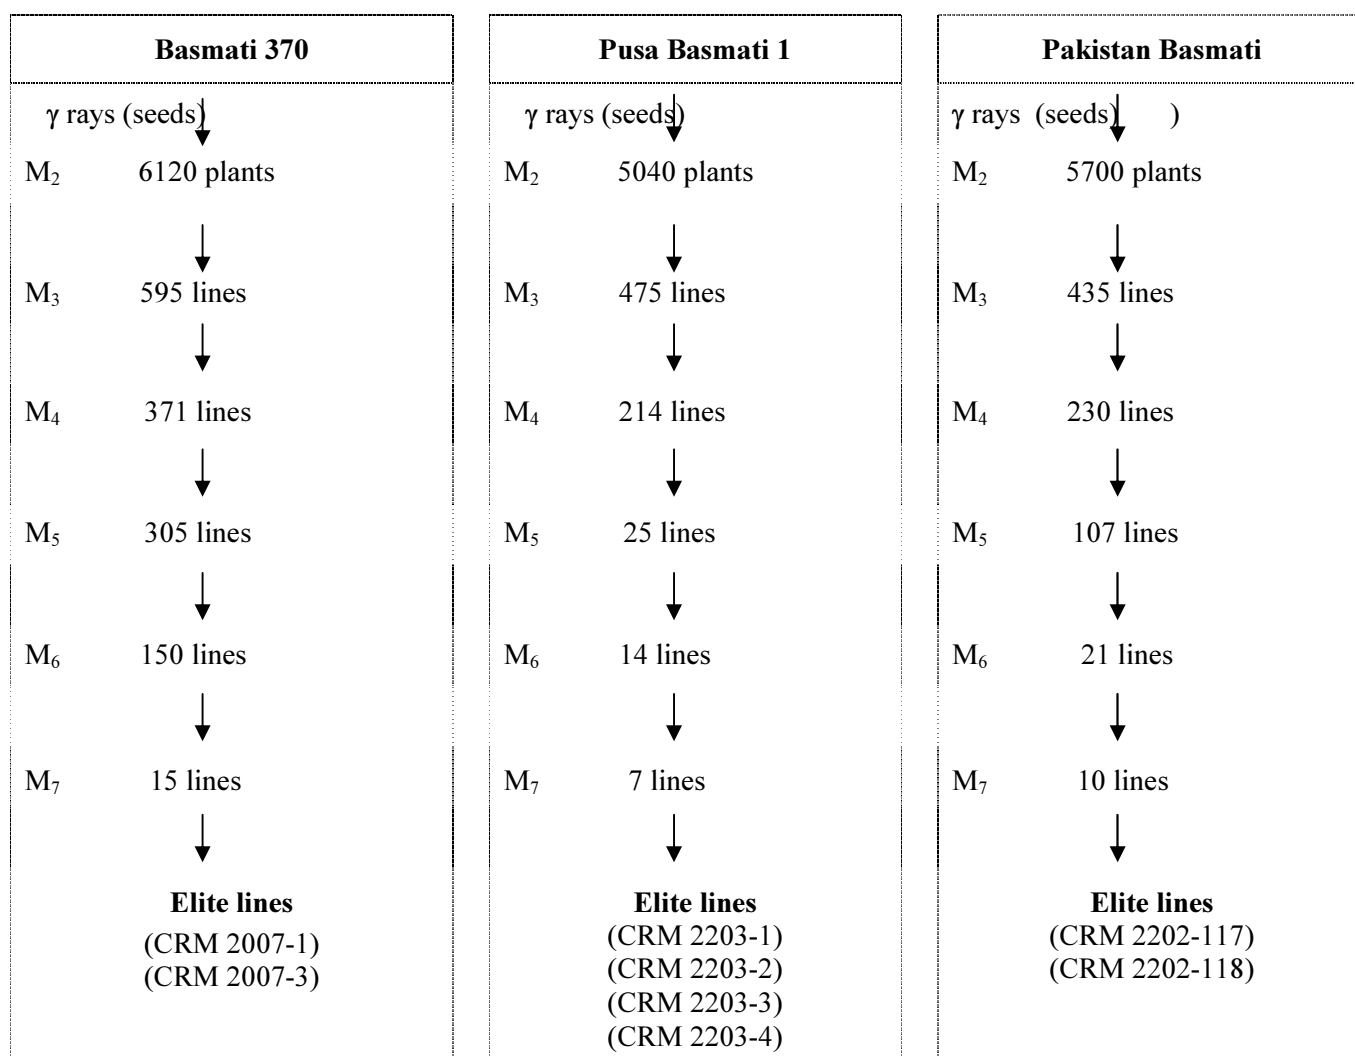 Basmati 370
γ rays (seeds)
M₂ 6120 plants
M₃ 595 lines
M₄ 371 lines
M₅ 305 lines
M₆ 150 lines
M₇ 15 lines
Elite lines
(CRM 2007-1)
(CRM 2007-3)
Pusa Basmati 1
γ rays (seeds)
M₂ 5040 plants
M₃ 475 lines
M₄ 214 lines
M₅ 25 lines
M₆ 14 lines
M₇ 7 lines
Elite lines
(CRM 2203-1)
(CRM 2203-2)
(CRM 2203-3)
(CRM 2203-4)
Pakistan Basmati
γ rays (seeds) )
M₂ 5700 plants
M₃ 435 lines
M₄ 230 lines
M₅ 107 lines
M₆ 21 lines
M₇ 10 lines
Elite lines
(CRM 2202-117)
(CRM 2202-118)